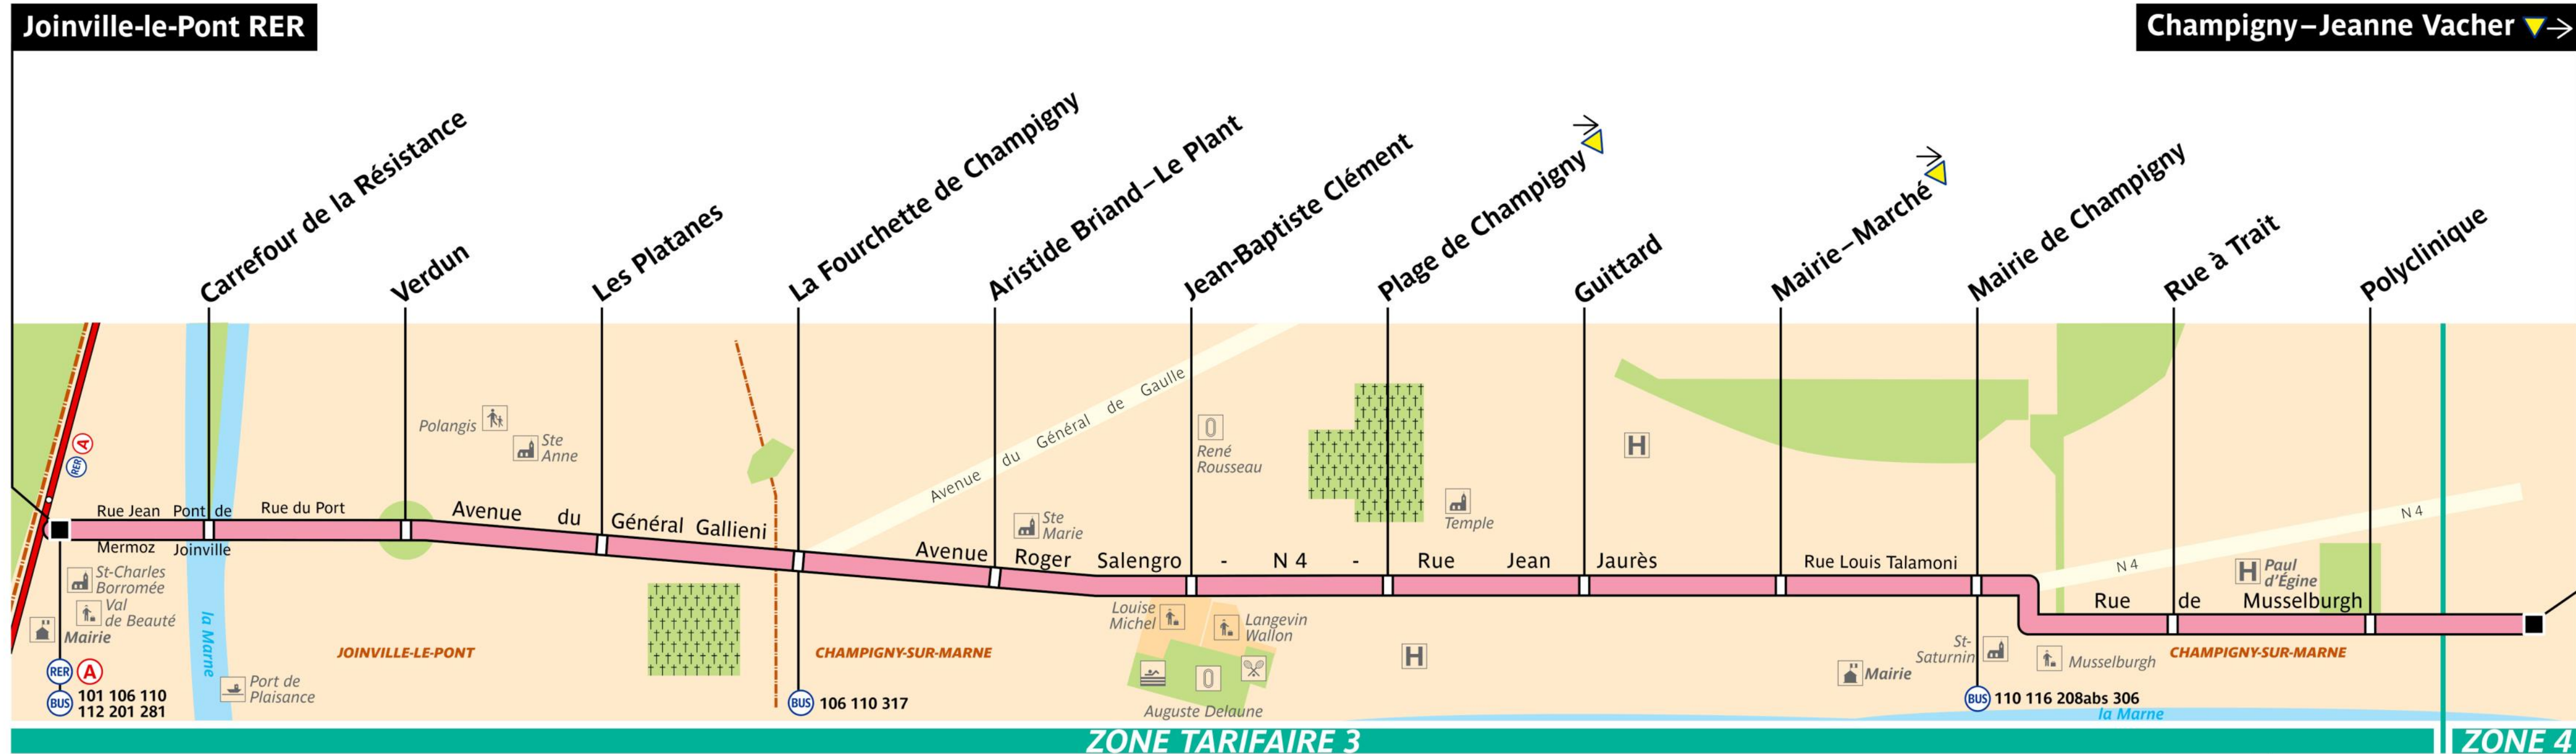 Joinville-le-Pont RER
Champigny–Jeanne Vacher
Carrefour de la Résistance
Verdun
Les Platanes
La Fourchette de Champigny
Aristide Briand–Le Plant
Jean-Baptiste Clément
Plage de Champigny
Guittard
Mairie–Marché
Mairie de Champigny
Rue à Trait
Polyclinique
RER A
Polangis
Ste
Anne
Avenue du Général de Gaulle
René
Rousseau
H
Temple
Ste
Marie
Rue Jean
Mermoz
Pont de
Joinville
Rue du Port
Avenue du Général Gallieni
Avenue Roger Salengro - N 4 - Rue Jean Jaurès
Rue Louis Talamoni
N 4
N 4
H
Paul
d'Égine
Rue de Musselburgh
St-Charles
Borromée
Val
de Beauté
Mairie
la Marne
Port de
Plaisance
JOINVILLE-LE-PONT
CHAMPIGNY-SUR-MARNE
Louise
Michel
Langevin
Wallon
Auguste Delaune
H
Mairie
St-
Saturnin
Musselburgh
CHAMPIGNY-SUR-MARNE
RER A
BUS
101 106 110
112 201 281
BUS 106 110 317
BUS 110 116 208abs 306
la Marne
ZONE TARIFAIRE 3
ZONE 4